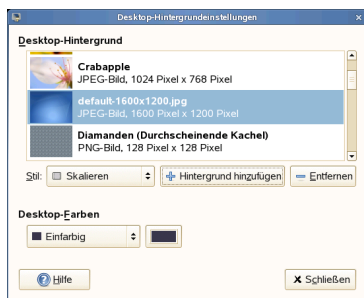 Desktop-Hintergrundeinstellungen
Desktop-Hintergrund
Crabapple
JPEG-Bild, 1024 Pixel x 768 Pixel
default-1600x1200.jpg
JPEG-Bild, 1600 Pixel x 1200 Pixel
Diamanden (Durchscheinende Kachel)
PNG-Bild, 128 Pixel x 128 Pixel
Stil: Skalieren Hintergrund hinzufügen Entfernen
Desktop-Farben
Einfarbig
Hilfe Schließen